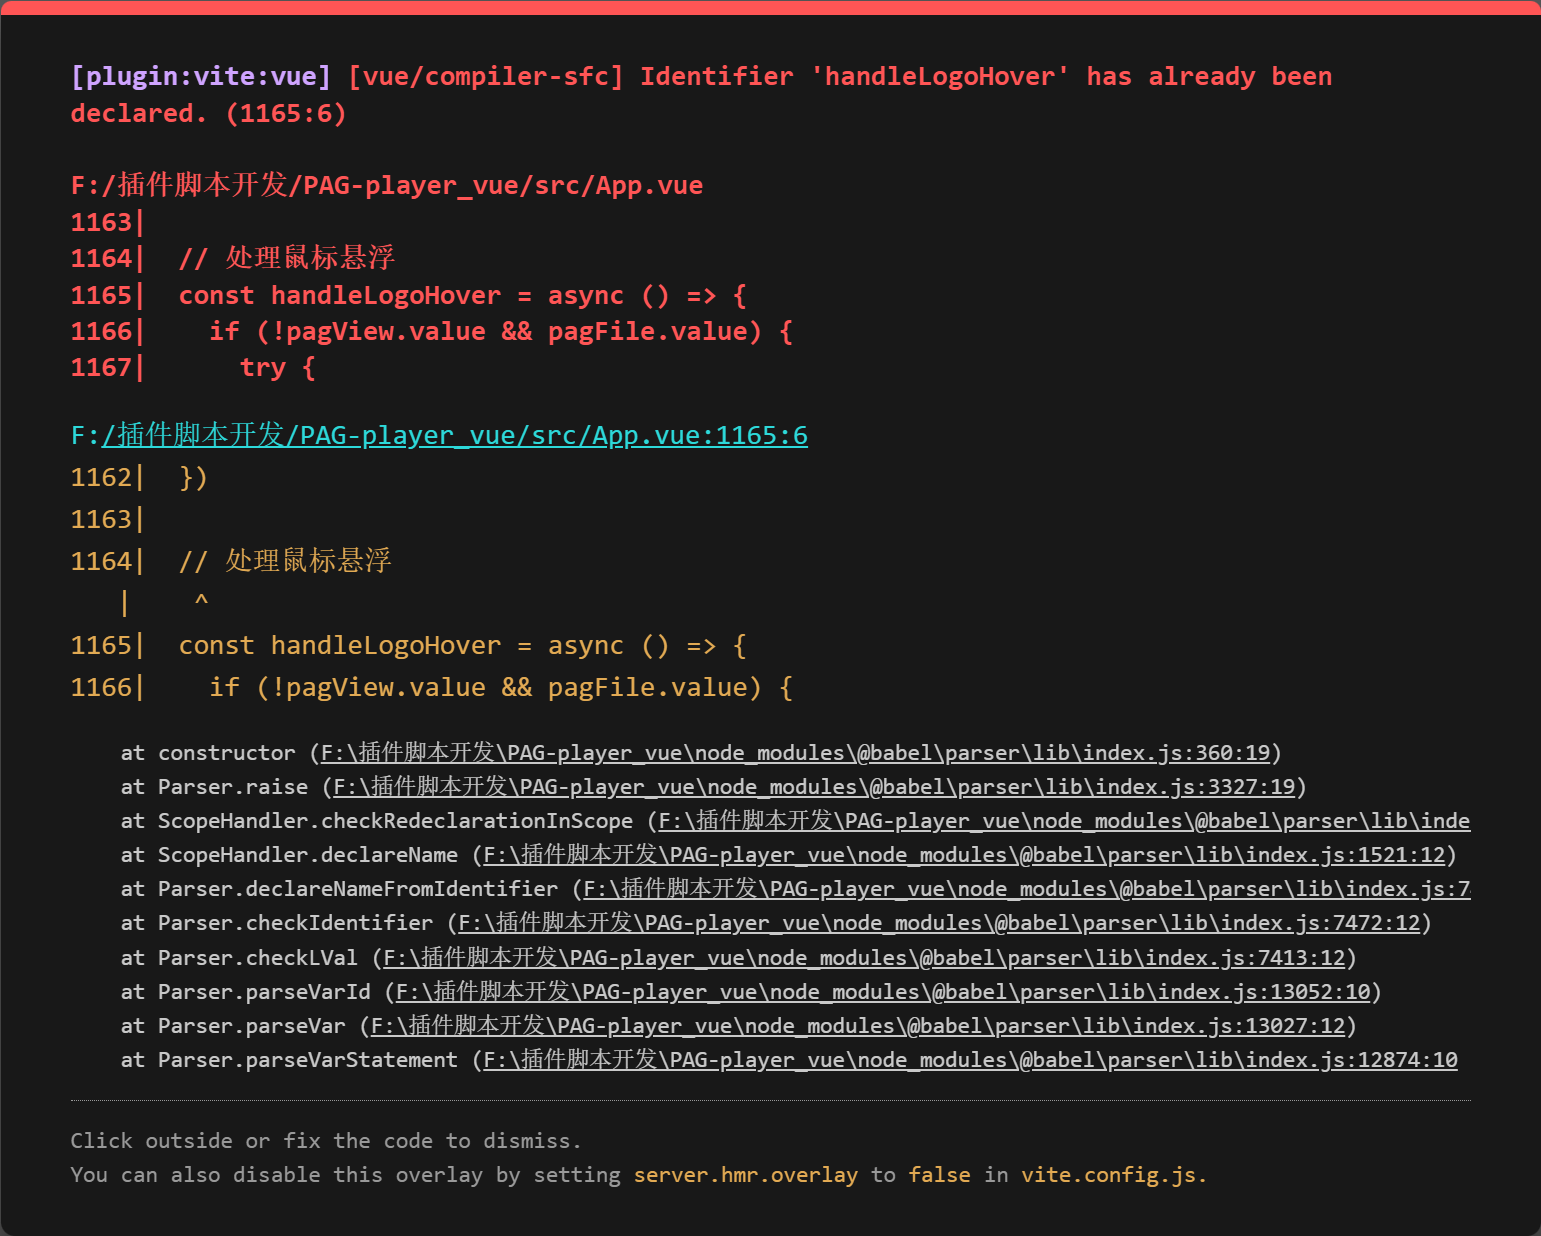 [plugin:vite:vue] [vue/compiler-sfc] Identifier 'handleLogoHover' has already been
declared. (1165:6)
F:/插件脚本开发/PAG-player_vue/src/App.vue
1163|
1164|  // 处理鼠标悬浮
1165|  const handleLogoHover = async () => {
1166|    if (!pagView.value && pagFile.value) {
1167|      try {
F:/插件脚本开发/PAG-player_vue/src/App.vue:1165:6
1162|  })
1163|
1164|  // 处理鼠标悬浮
   |    ^
1165|  const handleLogoHover = async () => {
1166|    if (!pagView.value && pagFile.value) {
at constructor (F:\插件脚本开发\PAG-player_vue\node_modules\@babel\parser\lib\index.js:360:19)
at Parser.raise (F:\插件脚本开发\PAG-player_vue\node_modules\@babel\parser\lib\index.js:3327:19)
at ScopeHandler.checkRedeclarationInScope (F:\插件脚本开发\PAG-player_vue\node_modules\@babel\parser\lib\inde
at ScopeHandler.declareName (F:\插件脚本开发\PAG-player_vue\node_modules\@babel\parser\lib\index.js:1521:12)
at Parser.declareNameFromIdentifier (F:\插件脚本开发\PAG-player_vue\node_modules\@babel\parser\lib\index.js:7
at Parser.checkIdentifier (F:\插件脚本开发\PAG-player_vue\node_modules\@babel\parser\lib\index.js:7472:12)
at Parser.checkLVal (F:\插件脚本开发\PAG-player_vue\node_modules\@babel\parser\lib\index.js:7413:12)
at Parser.parseVarId (F:\插件脚本开发\PAG-player_vue\node_modules\@babel\parser\lib\index.js:13052:10)
at Parser.parseVar (F:\插件脚本开发\PAG-player_vue\node_modules\@babel\parser\lib\index.js:13027:12)
at Parser.parseVarStatement (F:\插件脚本开发\PAG-player_vue\node_modules\@babel\parser\lib\index.js:12874:10
Click outside or fix the code to dismiss.
You can also disable this overlay by setting server.hmr.overlay to false in vite.config.js.